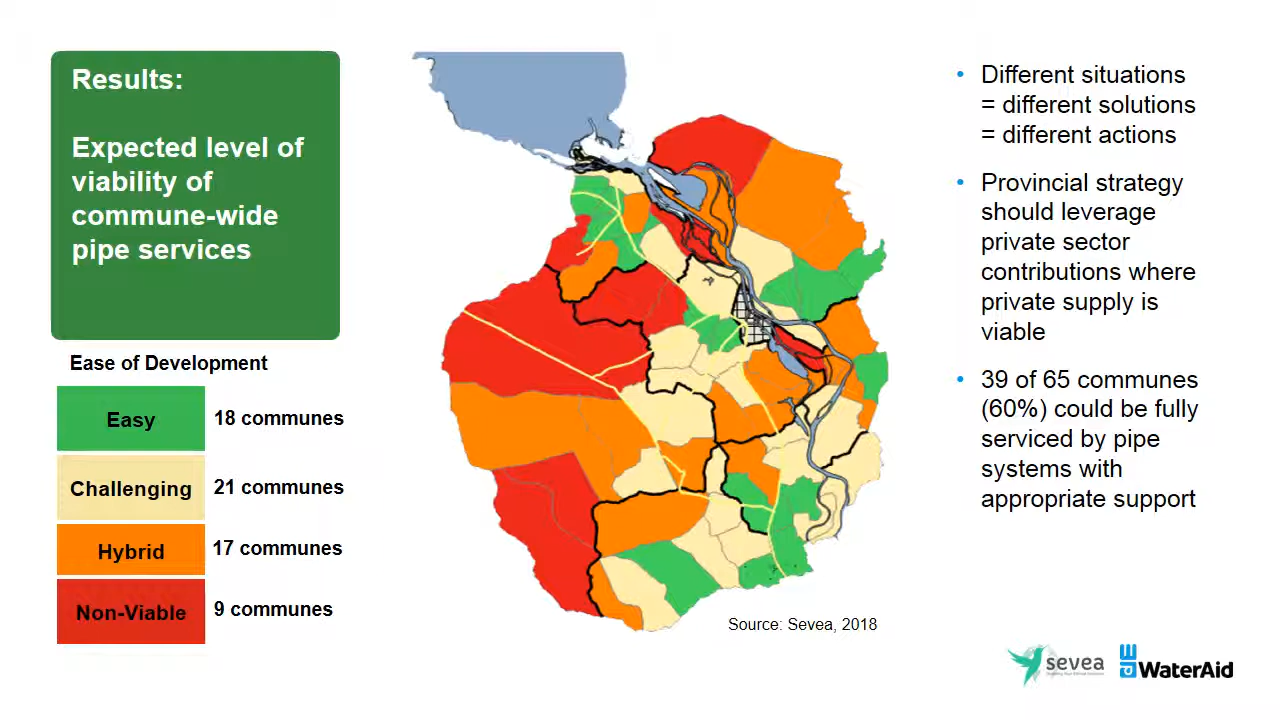 Results:
Expected level of
viability of
commune-wide
pipe services
Ease of Development
Easy
18 communes
Challenging
21 communes
Hybrid
17 communes
Non-Viable
9 communes
Source: Sevea, 2018
• Different situations
= different solutions
= different actions
• Provincial strategy
should leverage
private sector
contributions where
private supply is
viable
• 39 of 65 communes
(60%) could be fully
serviced by pipe
systems with
appropriate support
sevea
WaterAid